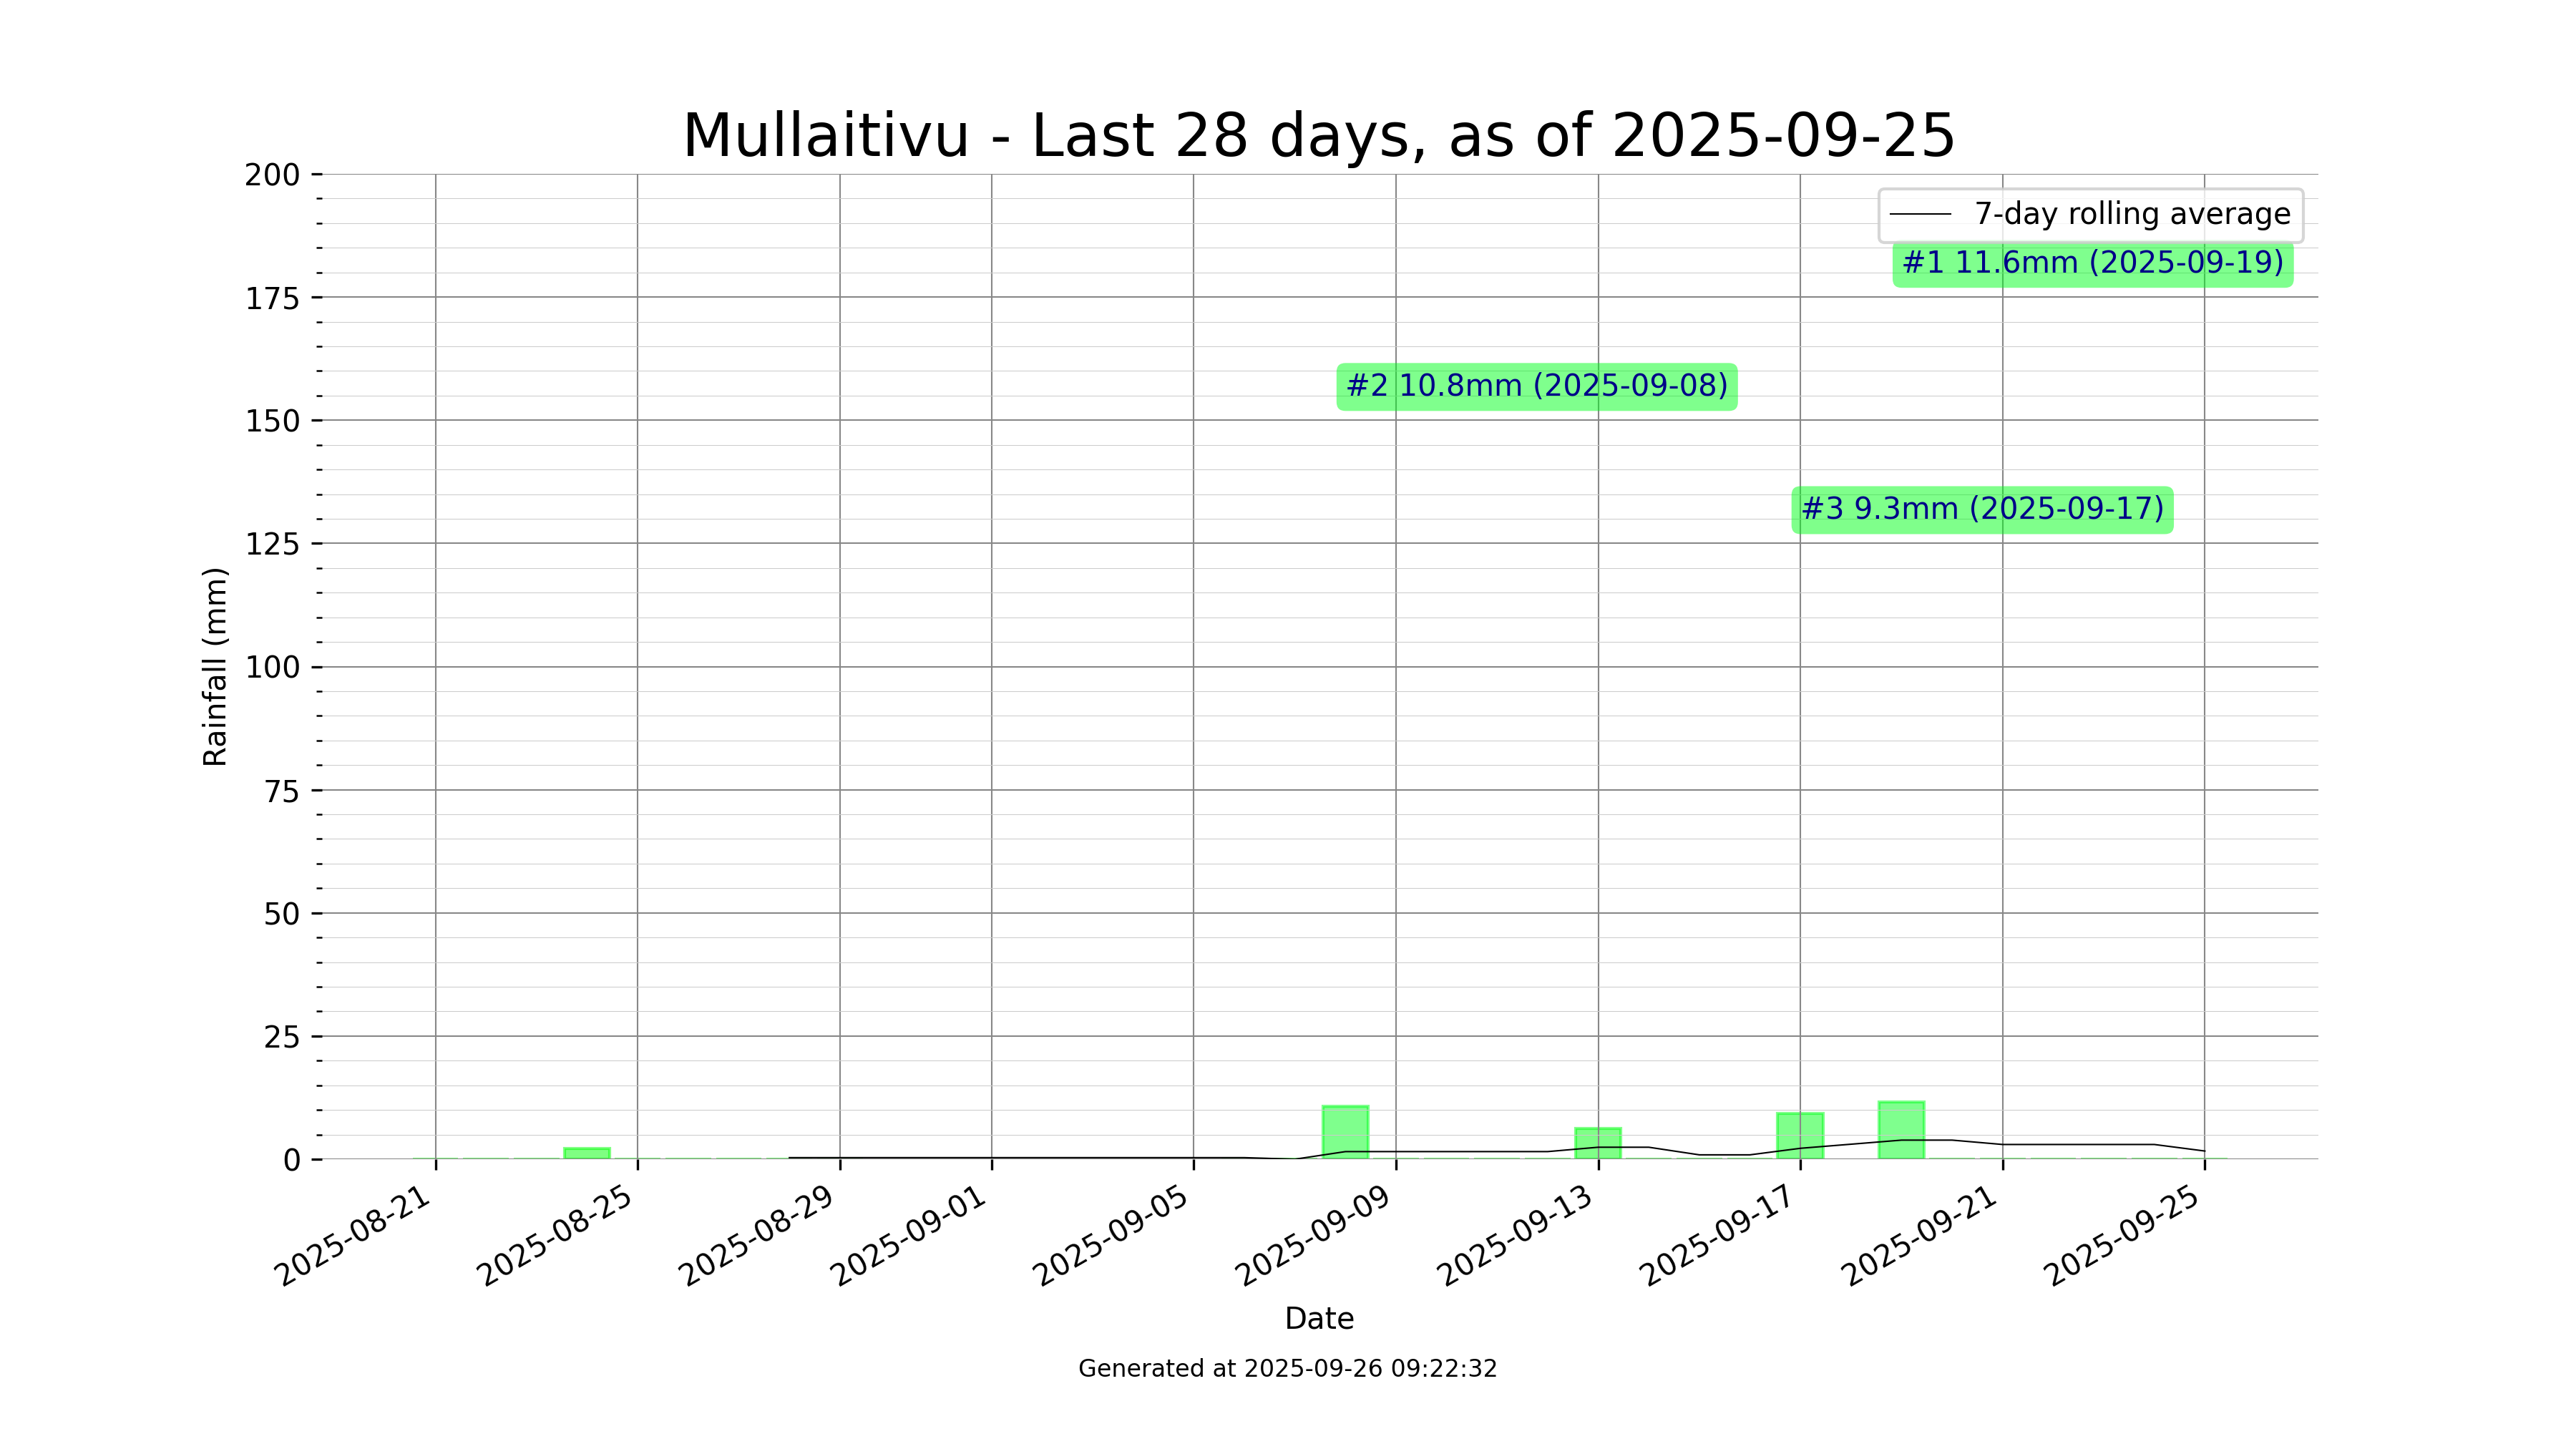 Mullaitivu - Last 28 days, as of 2025-09-25
200
175
150
125
100
75
50
25
0
Rainfall (mm)
7-day rolling average
#1 11.6mm (2025-09-19)
#2 10.8mm (2025-09-08)
#3 9.3mm (2025-09-17)
2025-08-21
2025-08-25
2025-08-29
2025-09-01
2025-09-05
2025-09-09
2025-09-13
2025-09-17
2025-09-21
2025-09-25
Date
Generated at 2025-09-26 09:22:32